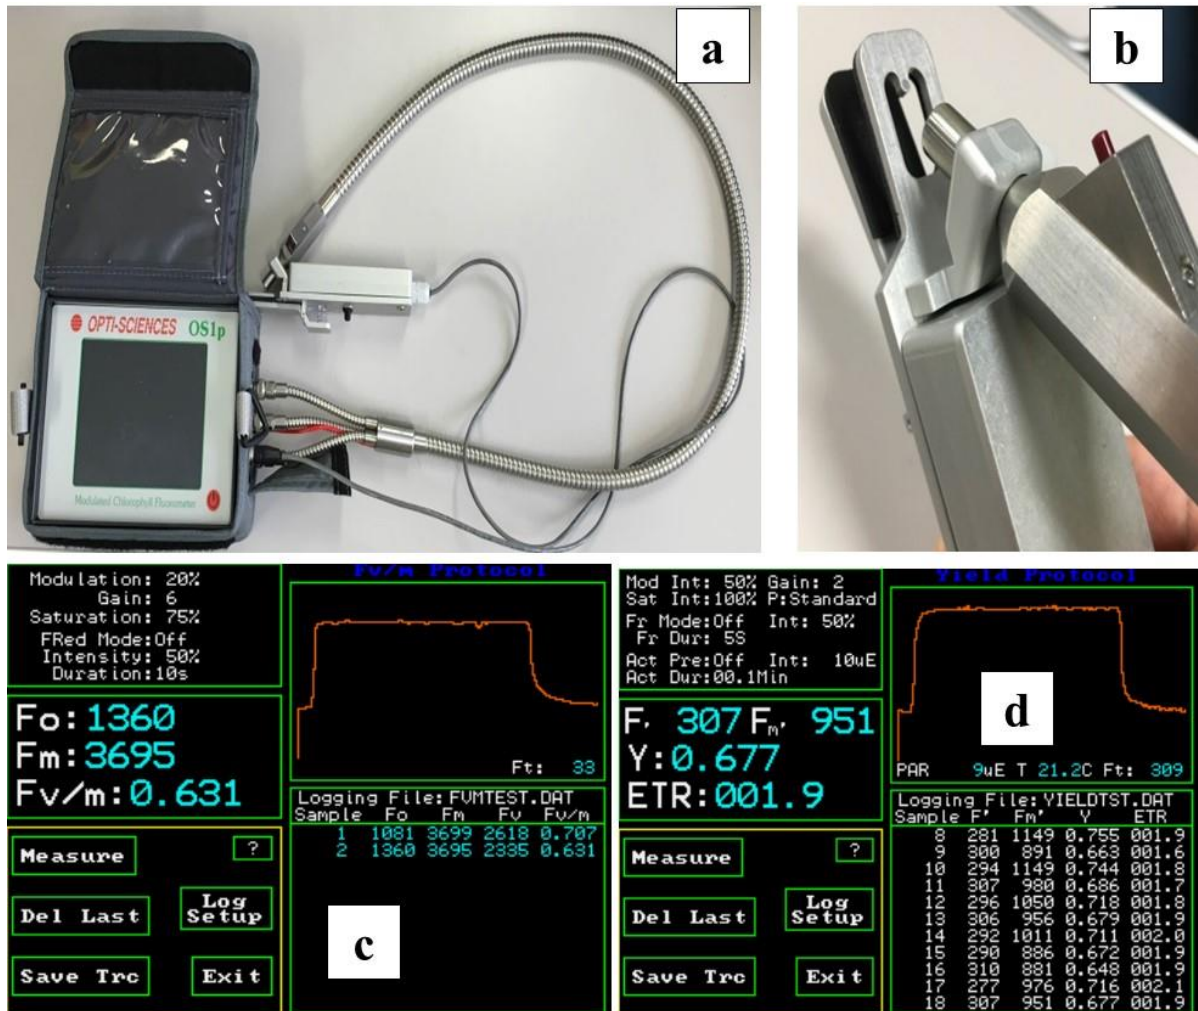 a
b
OPTI-SCIENCES OS1p
Modulated Chlorophyll Fluorometer
Modulation: 20%
Gain: 6
Saturation: 75%
FRed Mode:Off
Intensity: 50%
Duration:10s
Fv/m Protocol
Fo:1360
Fm:3695
Fv/m:0.631
Ft: 33
Logging File:FVMTEST.DAT
Sample Fo Fm Fv Fv/m
1 1081 3699 2618 0.707
2 1360 3695 2335 0.631
Measure
?
Del Last
Log
Setup
Save Trc
Exit
c
Mod Int: 50% Gain: 2
Sat Int:100% P:Standard
Fr Mode:Off Int: 50%
Fr Dur: 5S
Act Pre:Off Int: 10uE
Act Dur:00.1Min
Yield Protocol
d
F' 307 Fm' 951
Y:0.677
ETR:001.9
PAR 9uE T 21.2C Ft: 309
Logging File:YIELDTST.DAT
Sample F' Fm' Y ETR
8 281 1149 0.755 001.9
9 300 891 0.663 001.6
10 294 1149 0.744 001.8
11 307 980 0.686 001.7
12 296 1050 0.718 001.8
13 306 956 0.679 001.9
14 292 1011 0.711 002.0
15 290 886 0.672 001.9
16 310 881 0.648 001.9
17 277 976 0.716 002.1
18 307 951 0.677 001.9
Measure
?
Del Last
Log
Setup
Save Trc
Exit